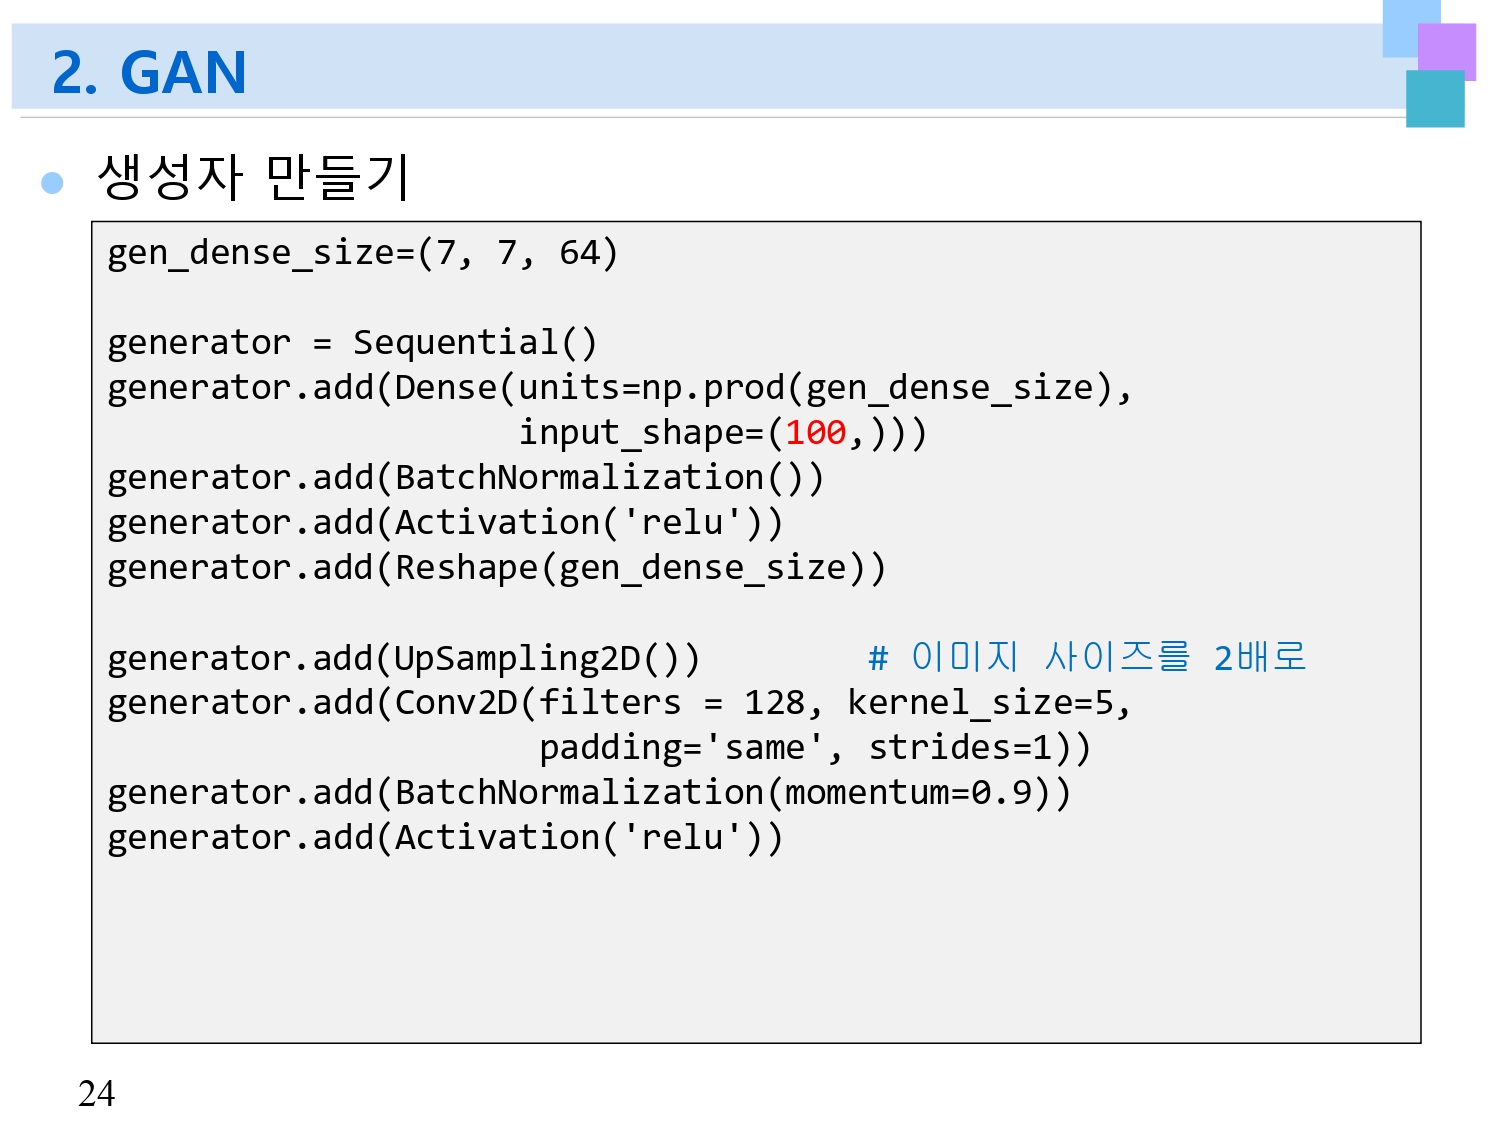 2. GAN
생성자 만들기
gen_dense_size=(7, 7, 64)
generator = Sequential()
generator.add(Dense(units=np.prod(gen_dense_size),
input_shape=(100,)))
generator.add(BatchNormalization())
generator.add(Activation('relu'))
generator.add(Reshape(gen_dense_size))
generator.add(UpSampling2D())        # 이미지 사이즈를 2배로
generator.add(Conv2D(filters = 128, kernel_size=5,
padding='same', strides=1))
generator.add(BatchNormalization(momentum=0.9))
generator.add(Activation('relu'))
24